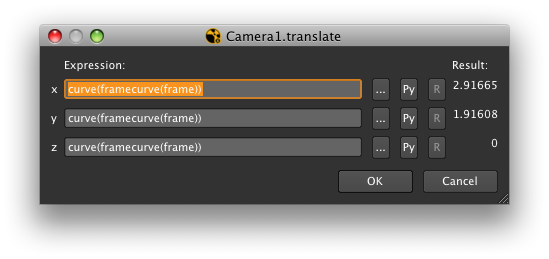 Camera1.translate
Expression: Result:
x curve(framecurve(frame)) ... Py R 2.91665
y curve(framecurve(frame)) ... Py R 1.91608
z curve(framecurve(frame)) ... Py R 0
OK Cancel